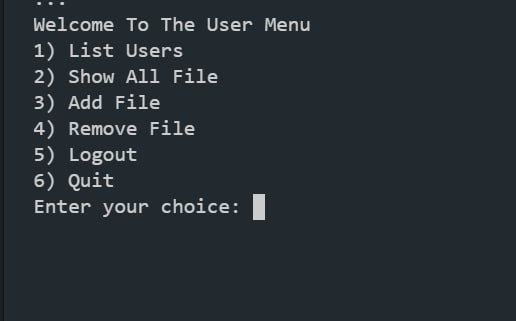 ...
Welcome To The User Menu
1) List Users
2) Show All File
3) Add File
4) Remove File
5) Logout
6) Quit
Enter your choice: